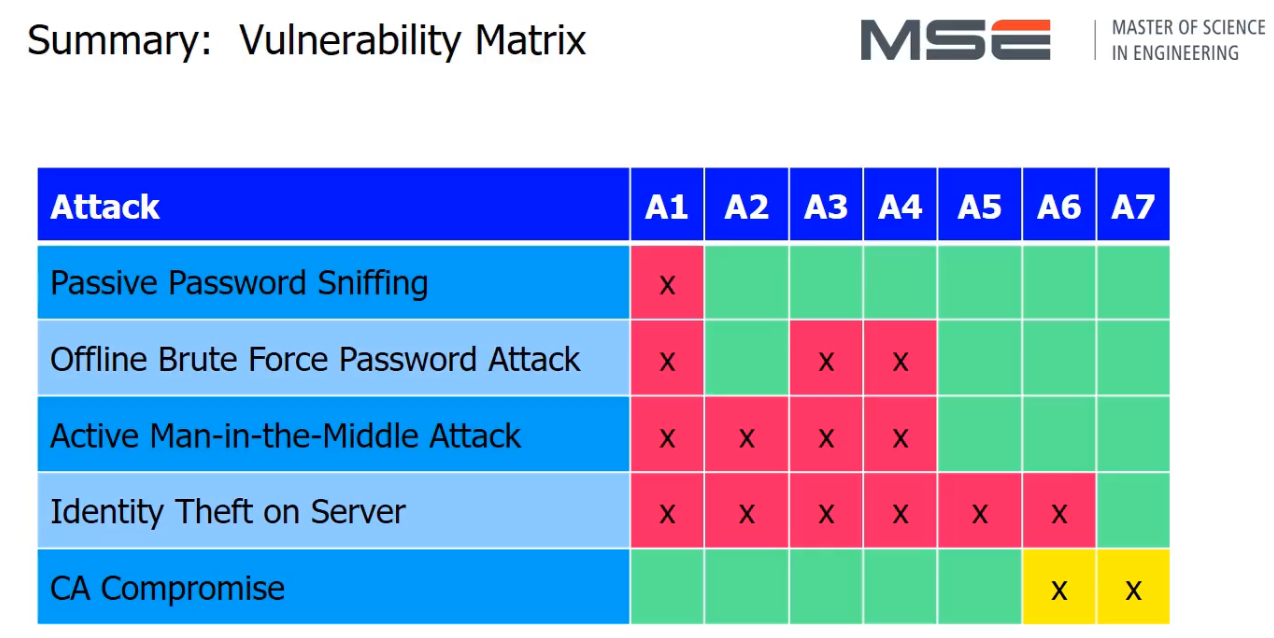 Summary: Vulnerability Matrix
MSE
MASTER OF SCIENCE
IN ENGINEERING
Attack A1 A2 A3 A4 A5 A6 A7
Passive Password Sniffing x
Offline Brute Force Password Attack x x x
Active Man-in-the-Middle Attack x x x x
Identity Theft on Server x x x x x x
CA Compromise x x